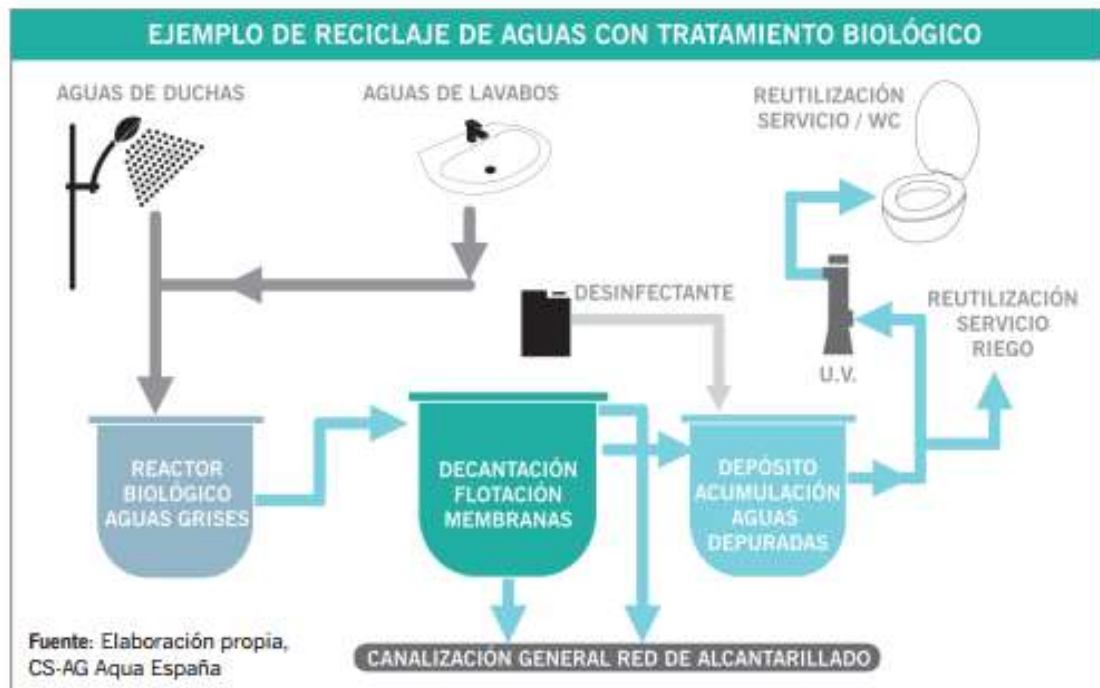 EJEMPLO DE RECICLAJE DE AGUAS CON TRATAMIENTO BIOLÓGICO
AGUAS DE DUCHAS
AGUAS DE LAVABOS
REUTILIZACIÓN
SERVICIO / WC
DESINFECTANTE
U.V.
REUTILIZACIÓN
SERVICIO
RIEGO
REACTOR
BIOLÓGICO
AGUAS GRISES
DECANTACIÓN
FLOTACIÓN
MEMBRANAS
DEPÓSITO
ACUMULACIÓN
AGUAS
DEPURADAS
Fuente: Elaboración propia,
CS-AG Aqua España
CANALIZACIÓN GENERAL RED DE ALCANTARILLADO